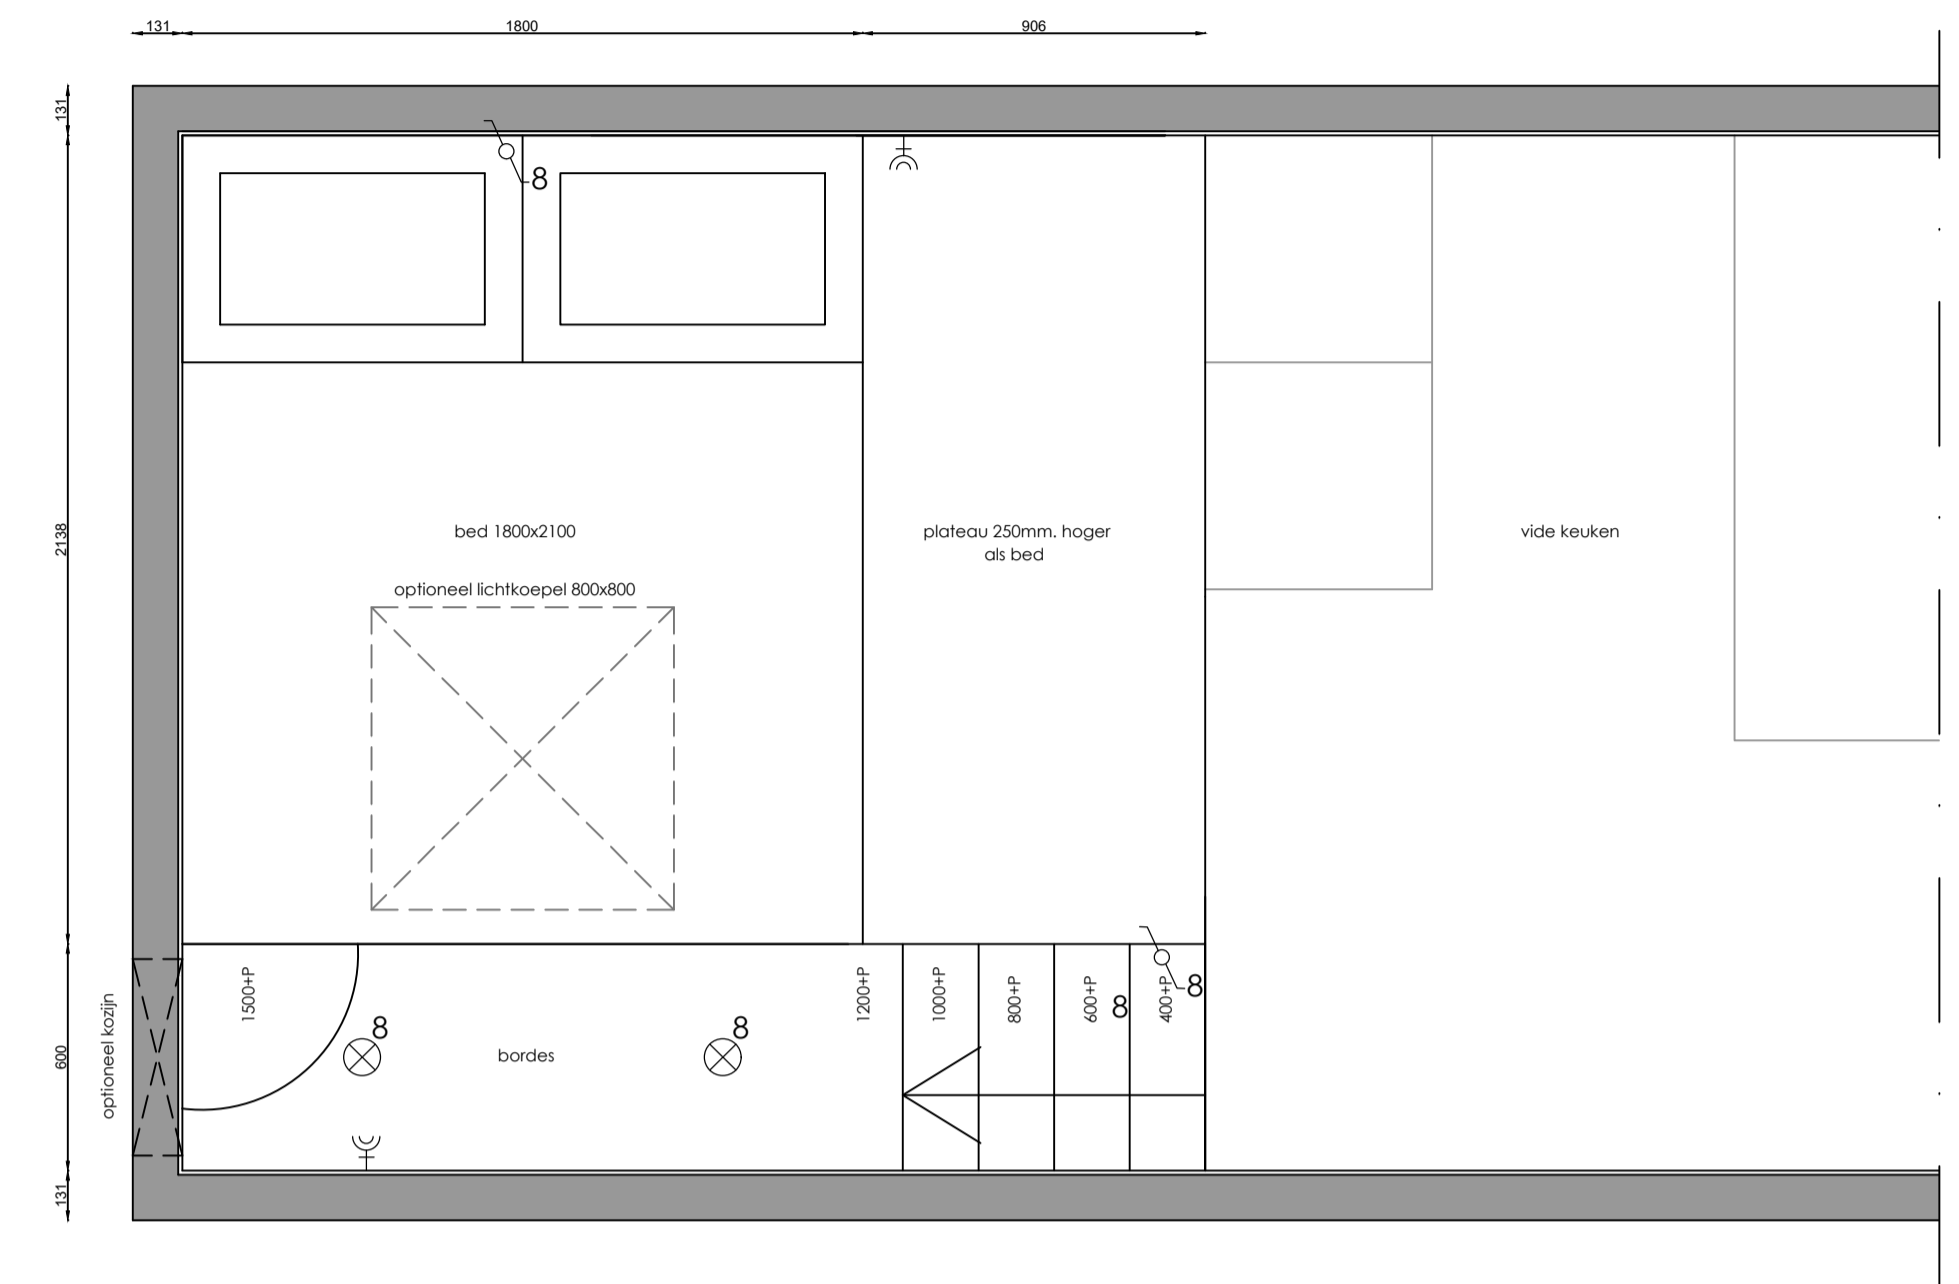 131
1800
906
131
8
2138
bed 1800x2100
plateau 250mm. hoger
als bed
vide keuken
optioneel lichtkoepel 800x800
1500+P
1200+P
1000+P
800+P
600+P
400+P
8
8
8
8
bordes
optioneel kozijn
600
131